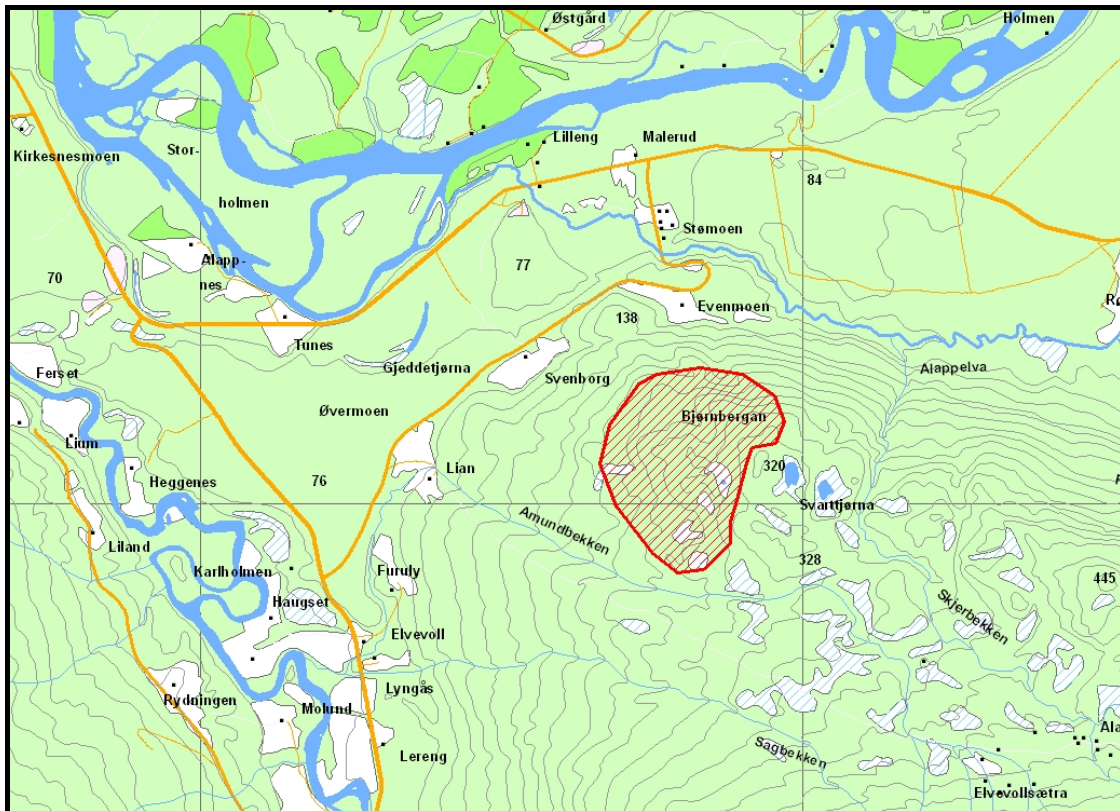 Østgård
Holmen
Kirkesnesmoen
Stor-
Lilleng
Malerud
84
holmen
Stømoen
Alapp-
nes
70
77
Evenmoen
138
Tunes
Gjeddetjørna
Svenborg
Alappelva
Ferset
Øvermoen
Bjørnbergan
Lium
Lian
320
Heggenes
76
Svarttjørna
Amundbekken
Liland
328
Karlholmen
Furuly
445
Haugset
Skjerbekken
Elvevoll
Rydningen
Lyngås
Molund
Lereng
Sagbekken
Elvevollsætra